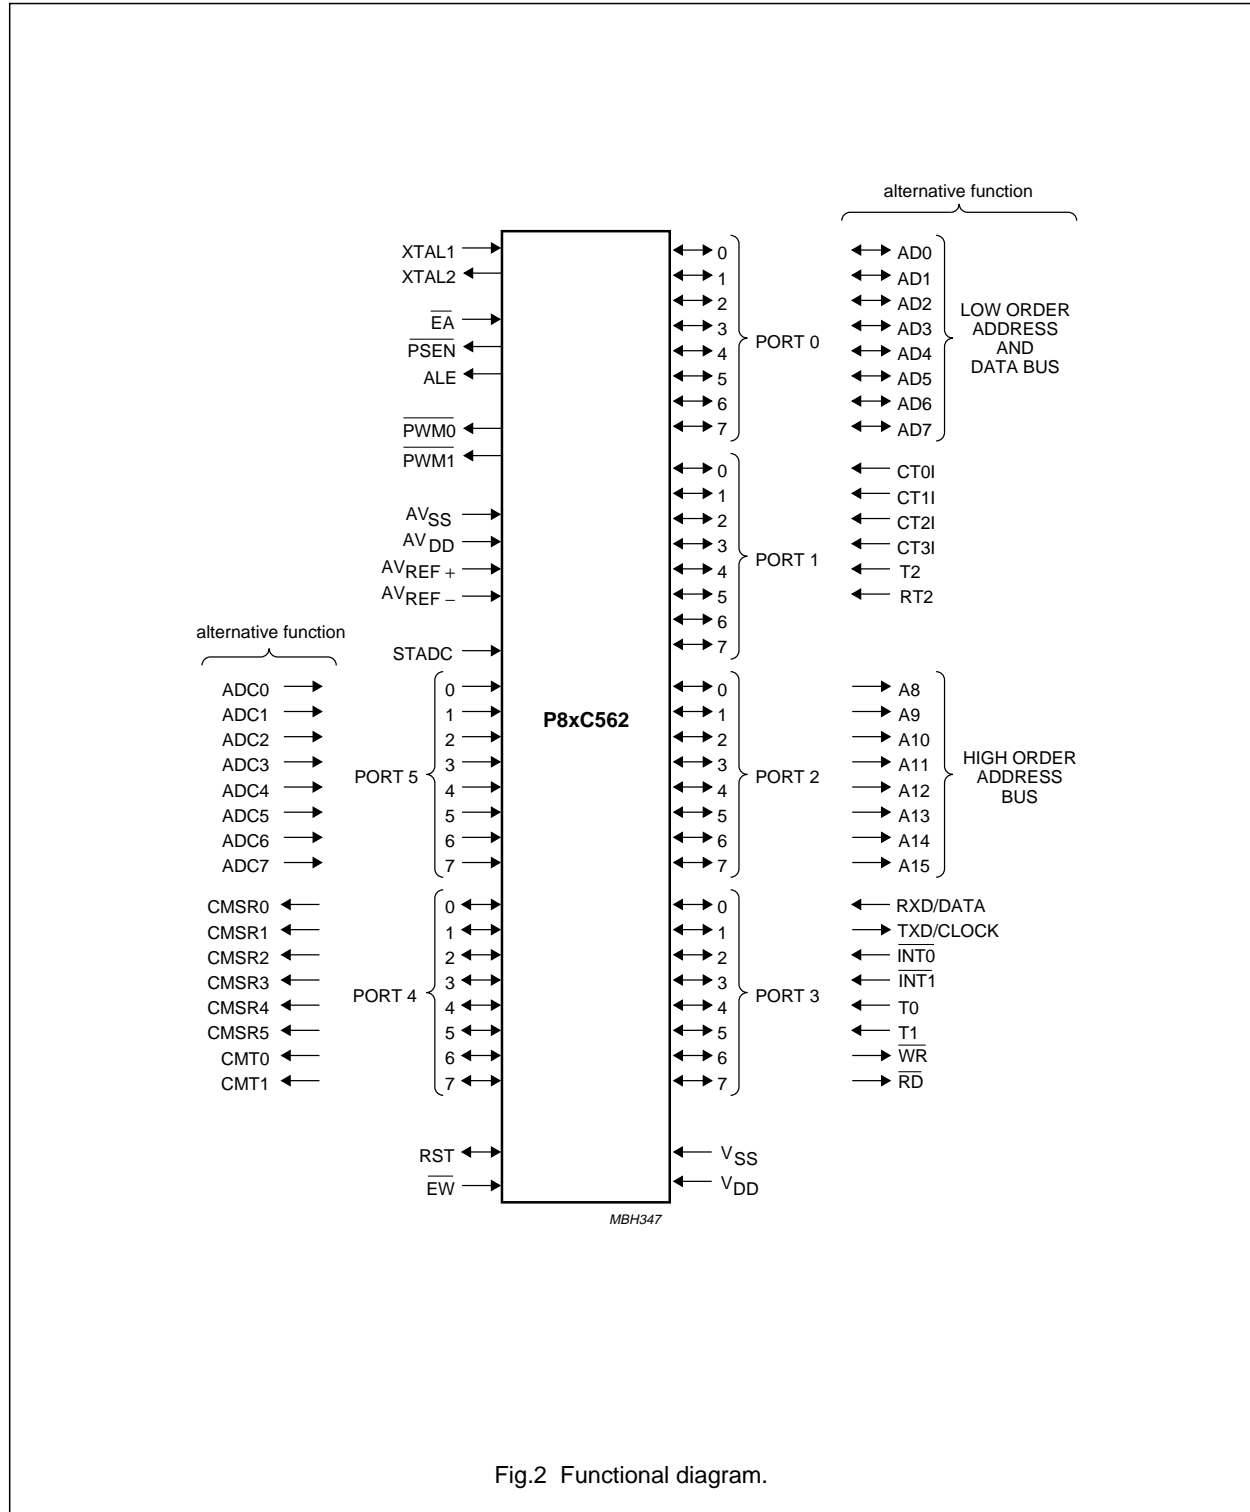 alternative function
XTAL1
XTAL2
EA
PSEN
ALE
PWM0
PWM1
AVSS
AVDD
AVREF +
AVREF −
STADC
alternative function
ADC0
ADC1
ADC2
ADC3
ADC4
ADC5
ADC6
ADC7
0
1
2
3
4
5
6
7
PORT 5
CMSR0
CMSR1
CMSR2
CMSR3
CMSR4
CMSR5
CMT0
CMT1
0
1
2
3
4
5
6
7
PORT 4
RST
EW
P8xC562
0
1
2
3
4
5
6
7
PORT 0
AD0
AD1
AD2
AD3
AD4
AD5
AD6
AD7
LOW ORDER
ADDRESS
AND
DATA BUS
0
1
2
3
4
5
6
7
PORT 1
CT0I
CT1I
CT2I
CT3I
T2
RT2
0
1
2
3
4
5
6
7
PORT 2
A8
A9
A10
A11
A12
A13
A14
A15
HIGH ORDER
ADDRESS
BUS
0
1
2
3
4
5
6
7
PORT 3
RXD/DATA
TXD/CLOCK
INT0
INT1
T0
T1
WR
RD
VSS
VDD
MBH347
Fig.2 Functional diagram.